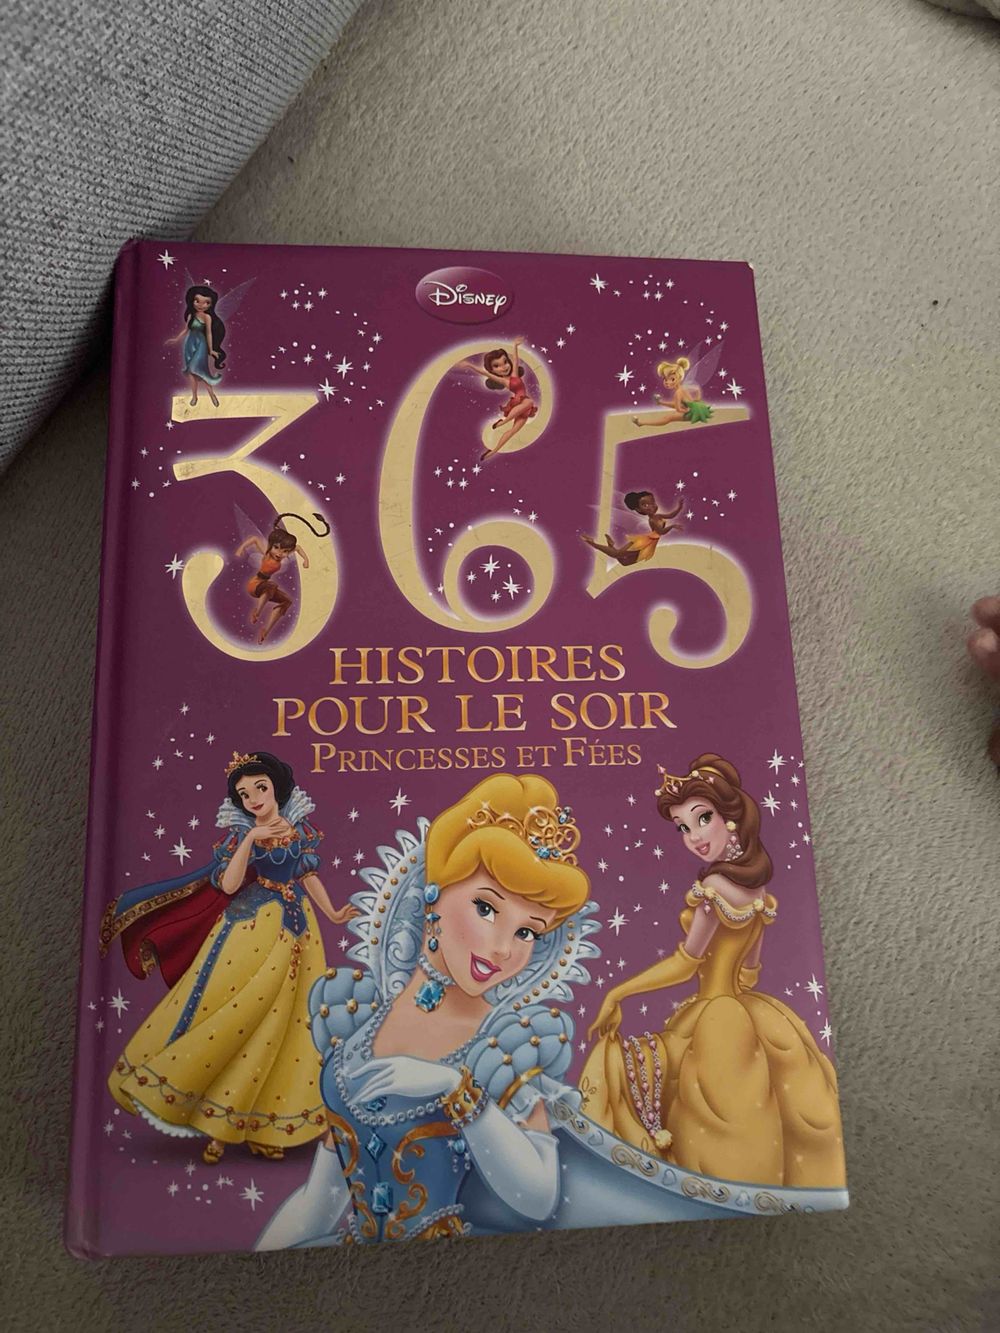 Disney
365
HISTOIRES
POUR LE SOIR
PRINCESSES ET FÉES